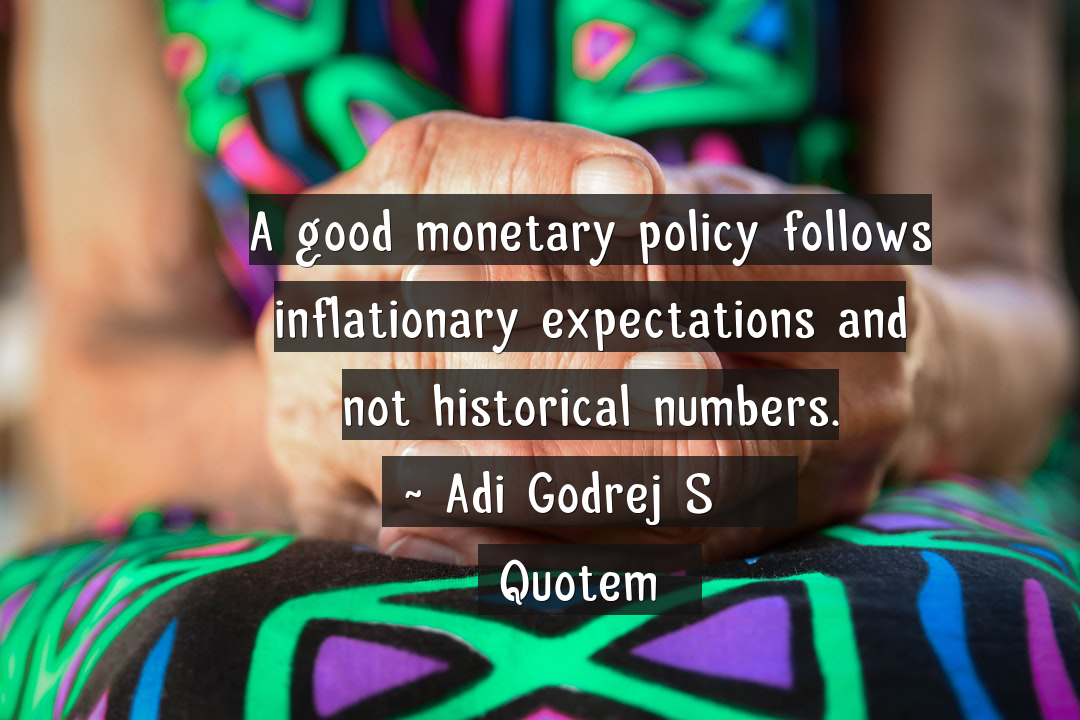 A good monetary policy follows
inflationary expectations and
not historical numbers.
~ Adi Godrej S
Quotem